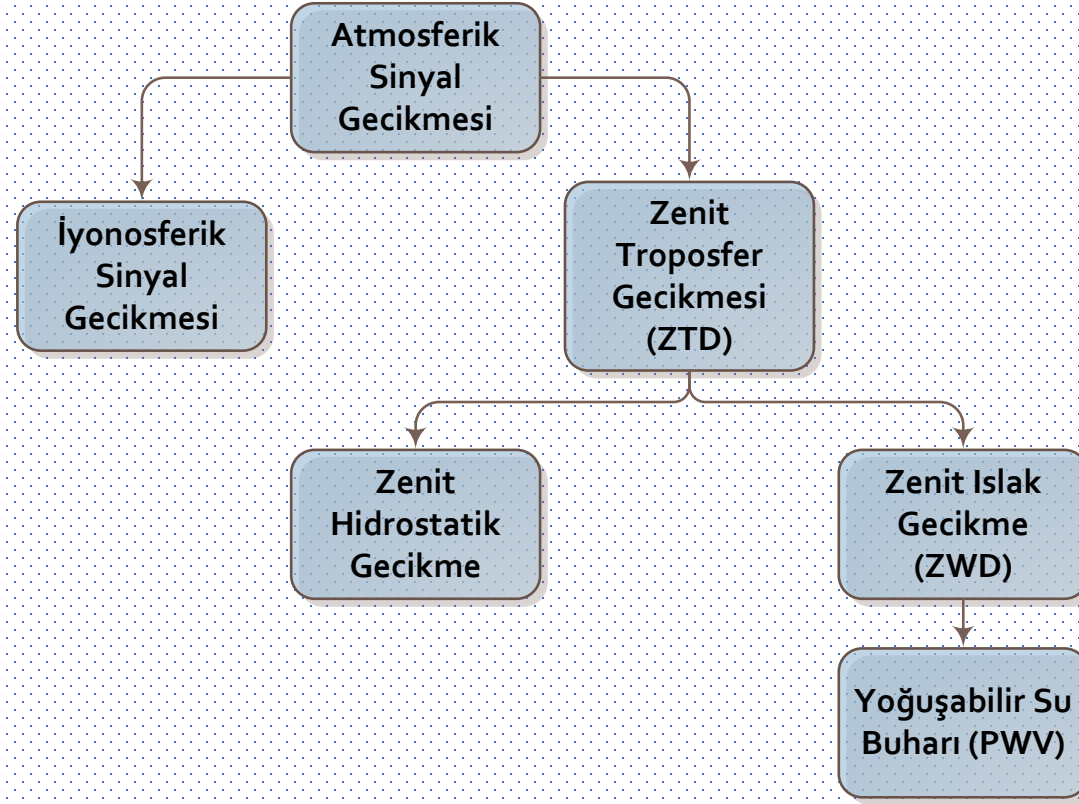 Atmosferik
Sinyal
Gecikmesi
İyonosferik
Sinyal
Gecikmesi
Zenit
Troposfer
Gecikmesi
(ZTD)
Zenit
Hidrostatik
Gecikme
Zenit Islak
Gecikme
(ZWD)
Yoğuşabilir Su
Buharı (PWV)